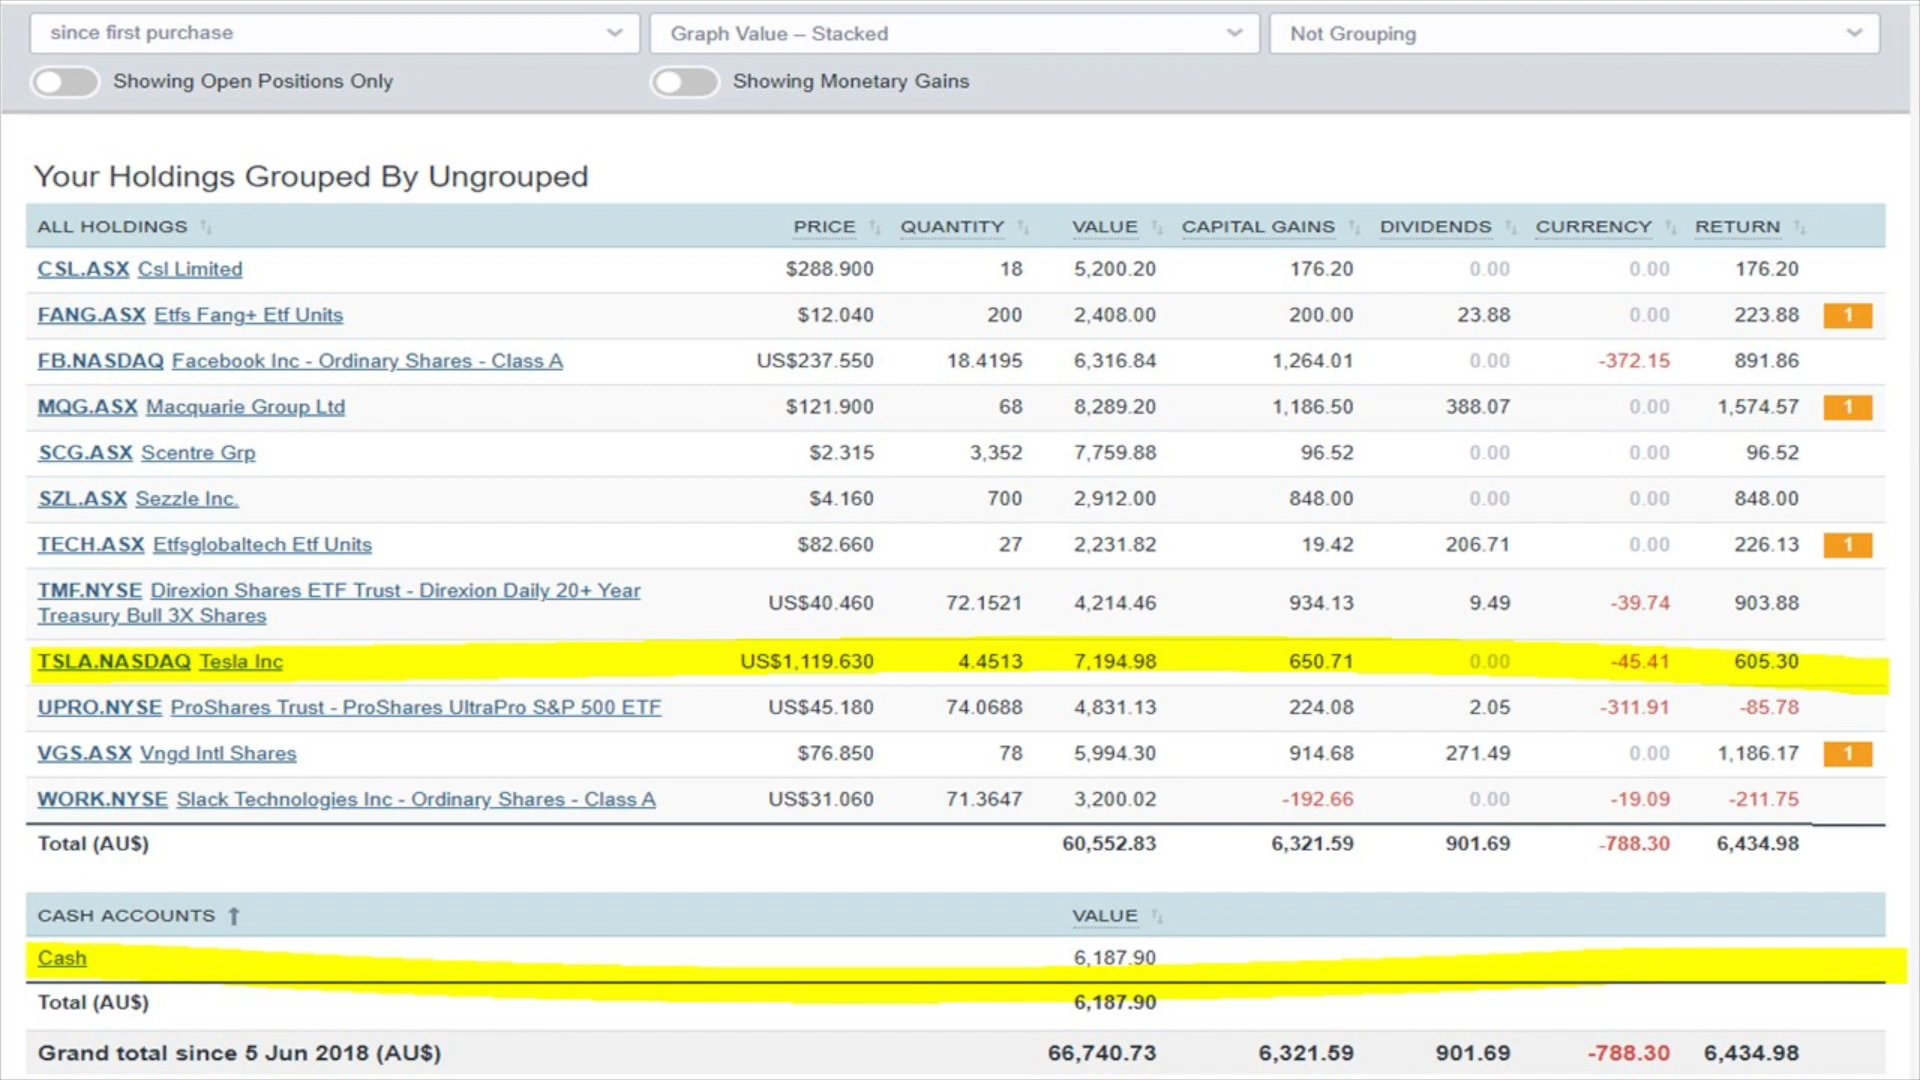 since first purchase Graph Value – Stacked Not Grouping
Showing Open Positions Only Showing Monetary Gains
Your Holdings Grouped By Ungrouped
ALL HOLDINGS PRICE QUANTITY VALUE CAPITAL GAINS DIVIDENDS CURRENCY RETURN
CSL.ASX Csl Limited $288.900 18 5,200.20 176.20 0.00 0.00 176.20
FANG.ASX Etfs Fang+ Etf Units $12.040 200 2,408.00 200.00 23.88 0.00 223.88 1
FB.NASDAQ Facebook Inc - Ordinary Shares - Class A US$237.550 18.4195 6,316.84 1,264.01 0.00 -372.15 891.86
MQG.ASX Macquarie Group Ltd $121.900 68 8,289.20 1,186.50 388.07 0.00 1,574.57 1
SCG.ASX Scentre Grp $2.315 3,352 7,759.88 96.52 0.00 0.00 96.52
SZL.ASX Sezzle Inc. $4.160 700 2,912.00 848.00 0.00 0.00 848.00
TECH.ASX Etfsglobaltech Etf Units $82.660 27 2,231.82 19.42 206.71 0.00 226.13 1
TMF.NYSE Direxion Shares ETF Trust - Direxion Daily 20+ Year
Treasury Bull 3X Shares US$40.460 72.1521 4,214.46 934.13 9.49 -39.74 903.88
TSLA.NASDAQ Tesla Inc US$1,119.630 4.4513 7,194.98 650.71 0.00 -45.41 605.30
UPRO.NYSE ProShares Trust - ProShares UltraPro S&P 500 ETF US$45.180 74.0688 4,831.13 224.08 2.05 -311.91 -85.78
VGS.ASX Vngd Intl Shares $76.850 78 5,994.30 914.68 271.49 0.00 1,186.17 1
WORK.NYSE Slack Technologies Inc - Ordinary Shares - Class A US$31.060 71.3647 3,200.02 -192.66 0.00 -19.09 -211.75
Total (AU$) 60,552.83 6,321.59 901.69 -788.30 6,434.98
CASH ACCOUNTS VALUE
Cash 6,187.90
Total (AU$) 6,187.90
Grand total since 5 Jun 2018 (AU$) 66,740.73 6,321.59 901.69 -788.30 6,434.98